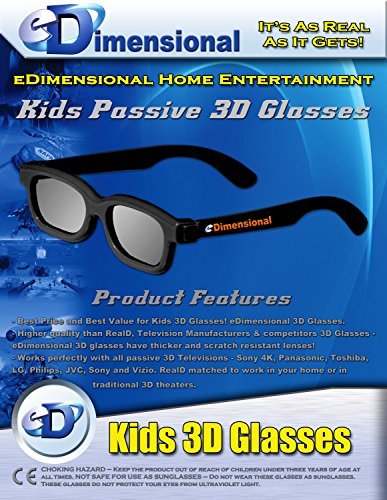 eDimensional
It's As Real
As It Gets!
eDimensional Home Entertainment
Kids Passive 3D Glasses
eDimensional
Product Features
- Best Price and Best Value for Kids 3D Glasses! eDimensional 3D Glasses.
- Higher quality than RealD, Television Manufacturers & competitors 3D Glasses -
eDimensional 3D glasses have thicker and scratch resistant lenses!
- Works perfectly with all passive 3D Televisions - Sony 4K, Panasonic, Toshiba,
LG, Philips, JVC, Sony and Vizio. RealD matched to work in your home or in
traditional 3D theaters.
eD Kids 3D Glasses
CHOKING HAZARD – Keep the product out of reach of children under three years of age at
CE all times. NOT SAFE FOR USE AS SUNGLASSES – Do not wear these glasses as sunglasses.
These glasses do not protect your eyes from ultraviolet light.